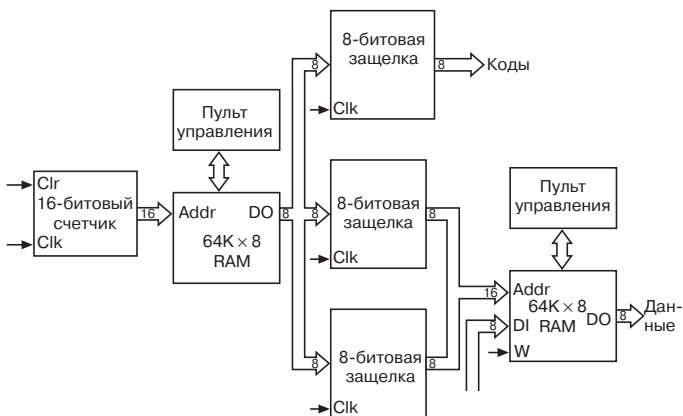 8-битовая
защелка
8
8
Коды
Clk
Пульт
управления
Clr
16-битовый
счетчик
Clk
16
Addr
DO
8
64K × 8
RAM
8
8-битовая
защелка
8
Clk
Пульт
управления
16
Addr
64K × 8
8
DI
RAM
DO
8
Дан-
ные
W
8
8-битовая
защелка
8
Clk